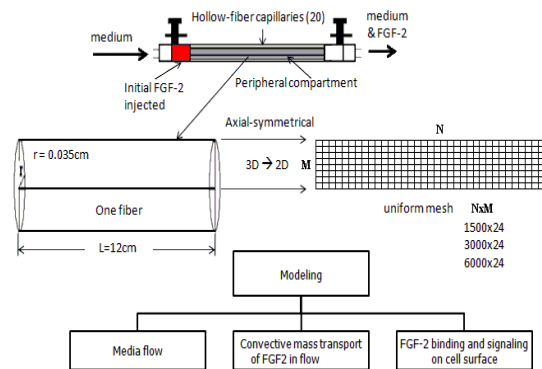 Hollow-fiber capillaries (20)
medium
medium
& FGF-2
Initial FGF-2
injected
Peripheral compartment
Axial-symmetrical
N
r = 0.035cm
3D → 2D
M
One fiber
uniform mesh
NxM
1500x24
3000x24
6000x24
L=12cm
Modeling
Media flow
Convective mass transport
of FGF2 in flow
FGF-2 binding and signaling
on cell surface